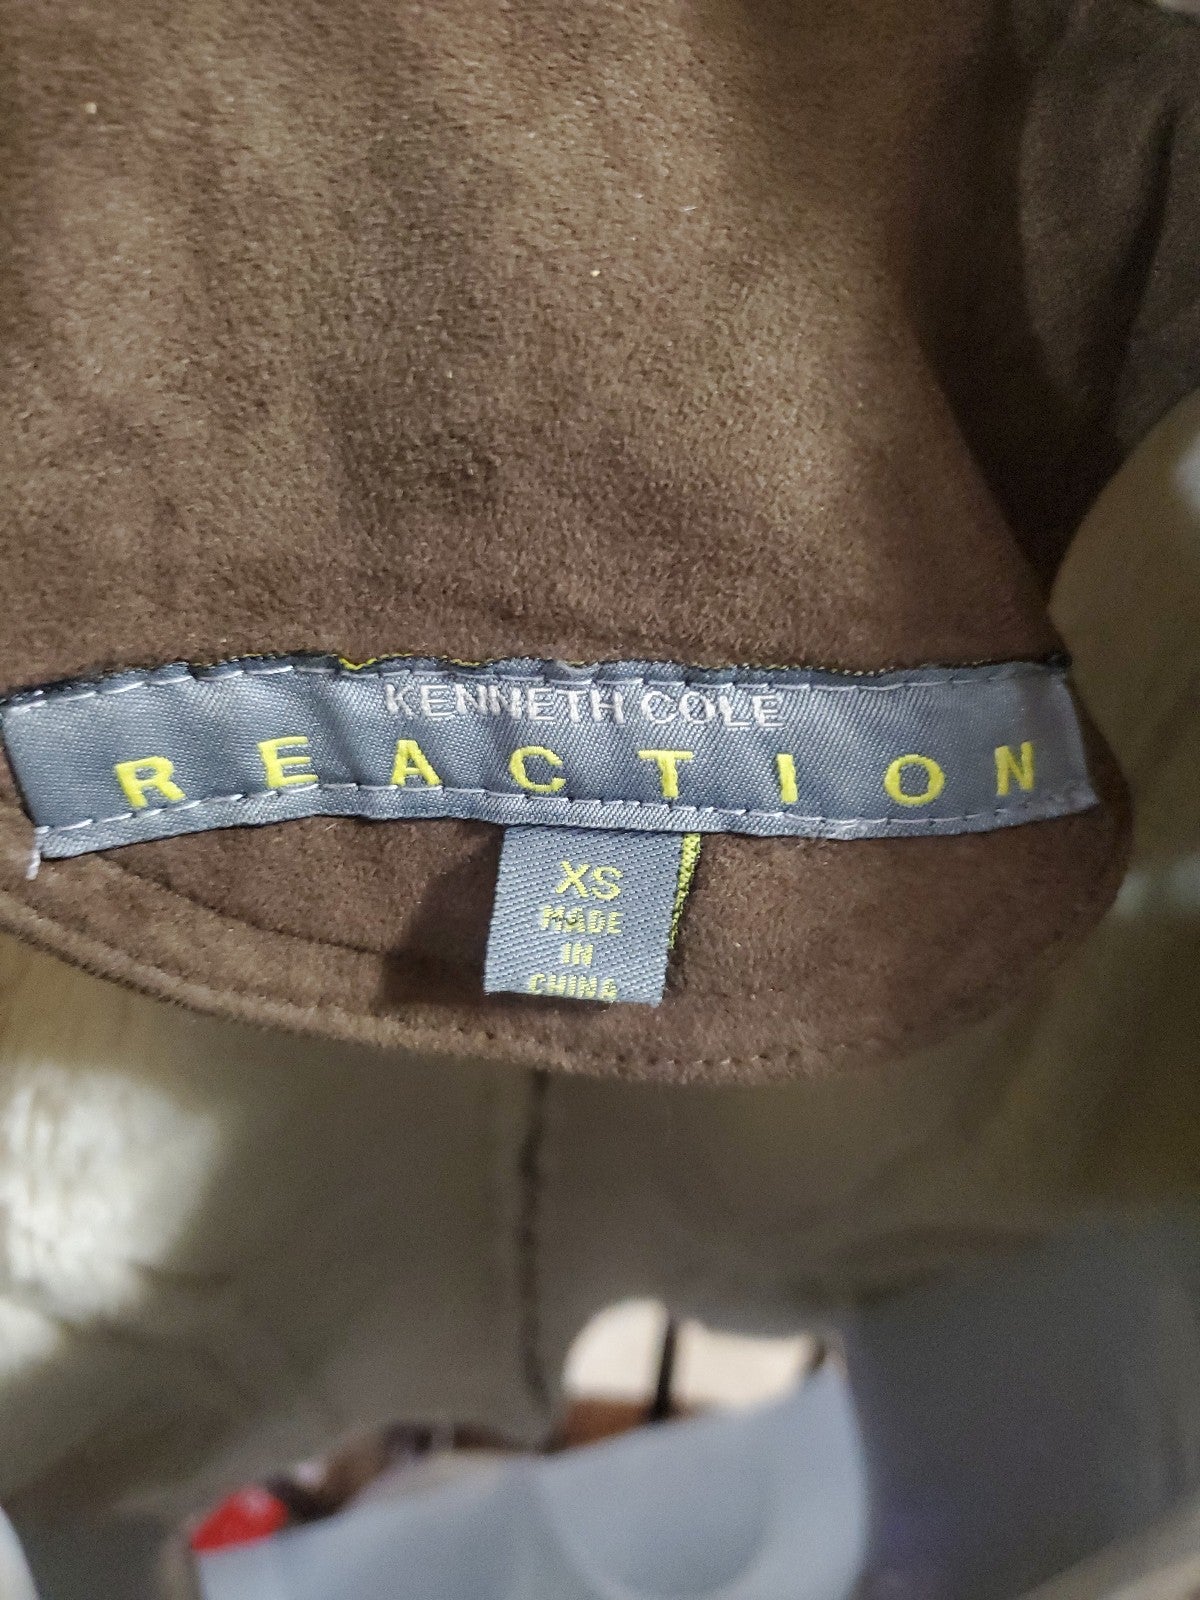 KENNETH COLE
REACTION
XS
MADE
IN
CHINA